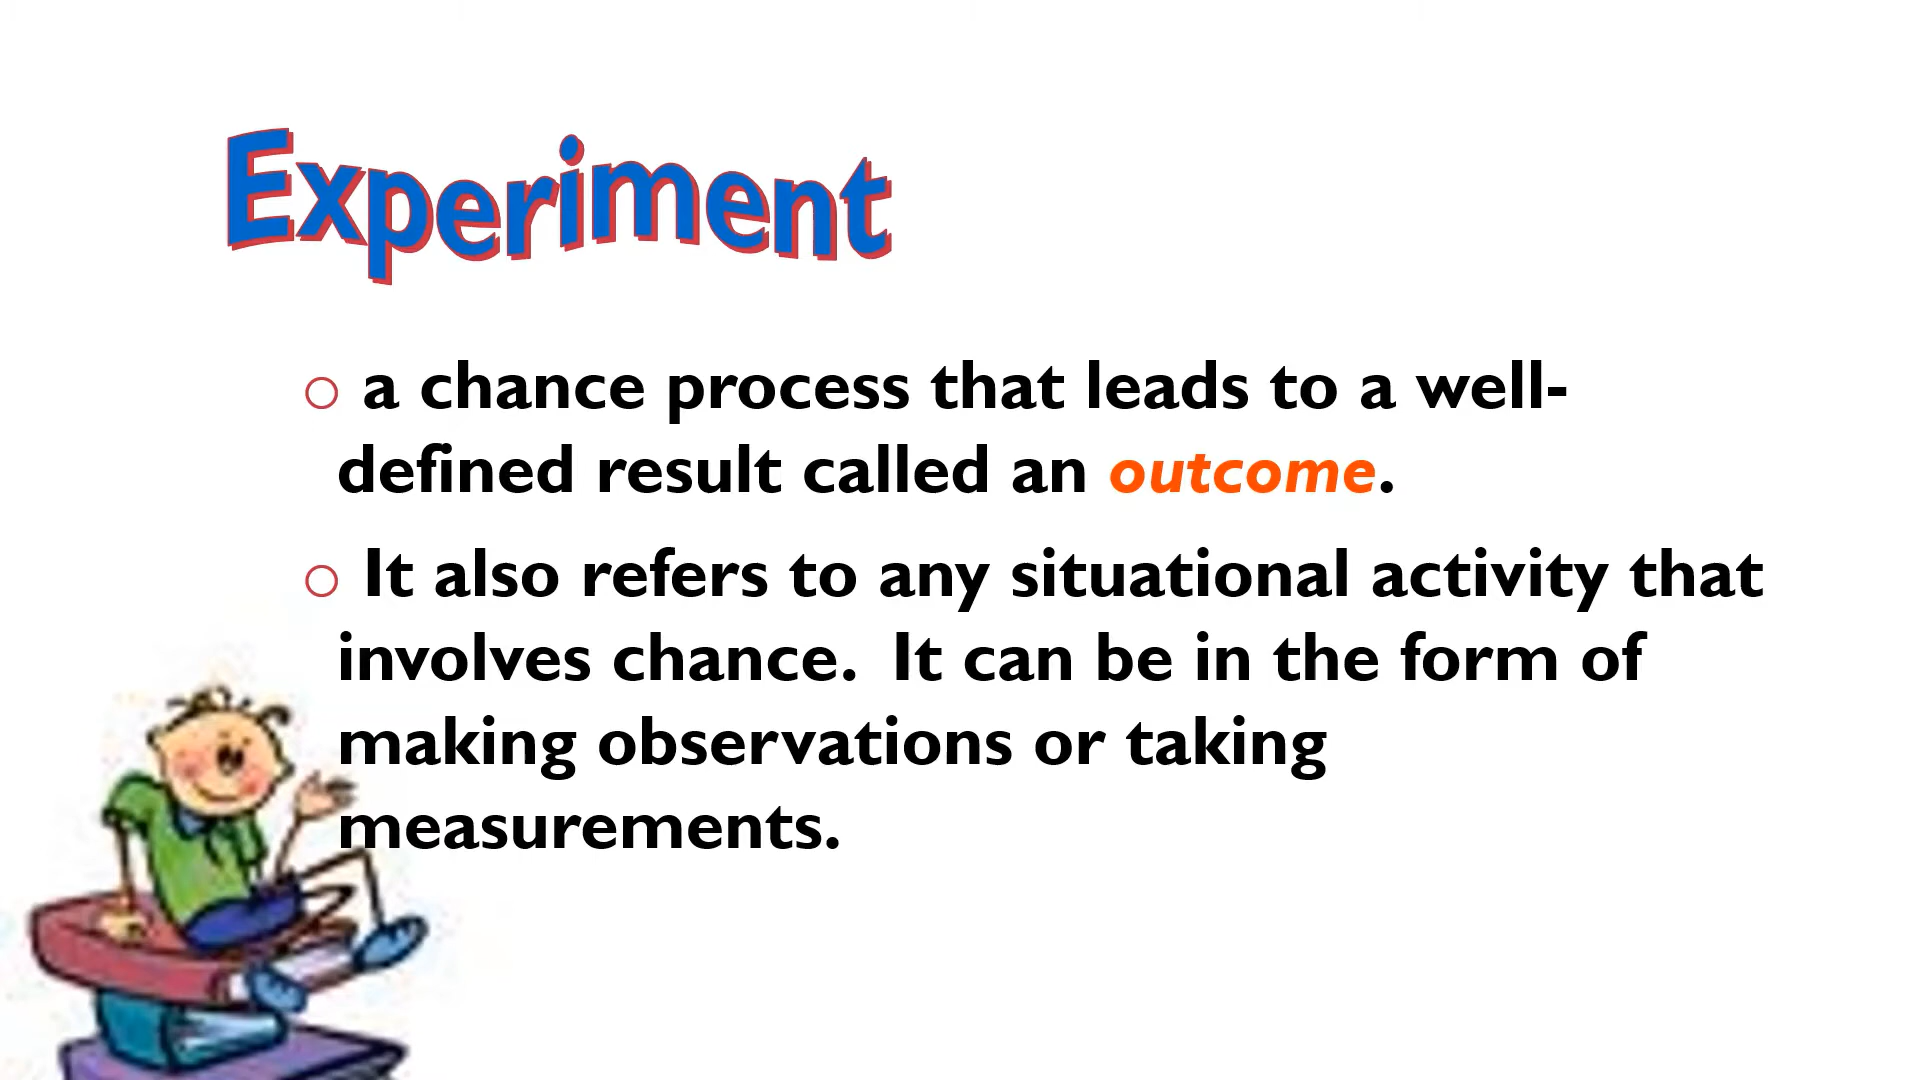 Experiment
o a chance process that leads to a well-
defined result called an outcome.
o It also refers to any situational activity that
involves chance.  It can be in the form of
making observations or taking
measurements.